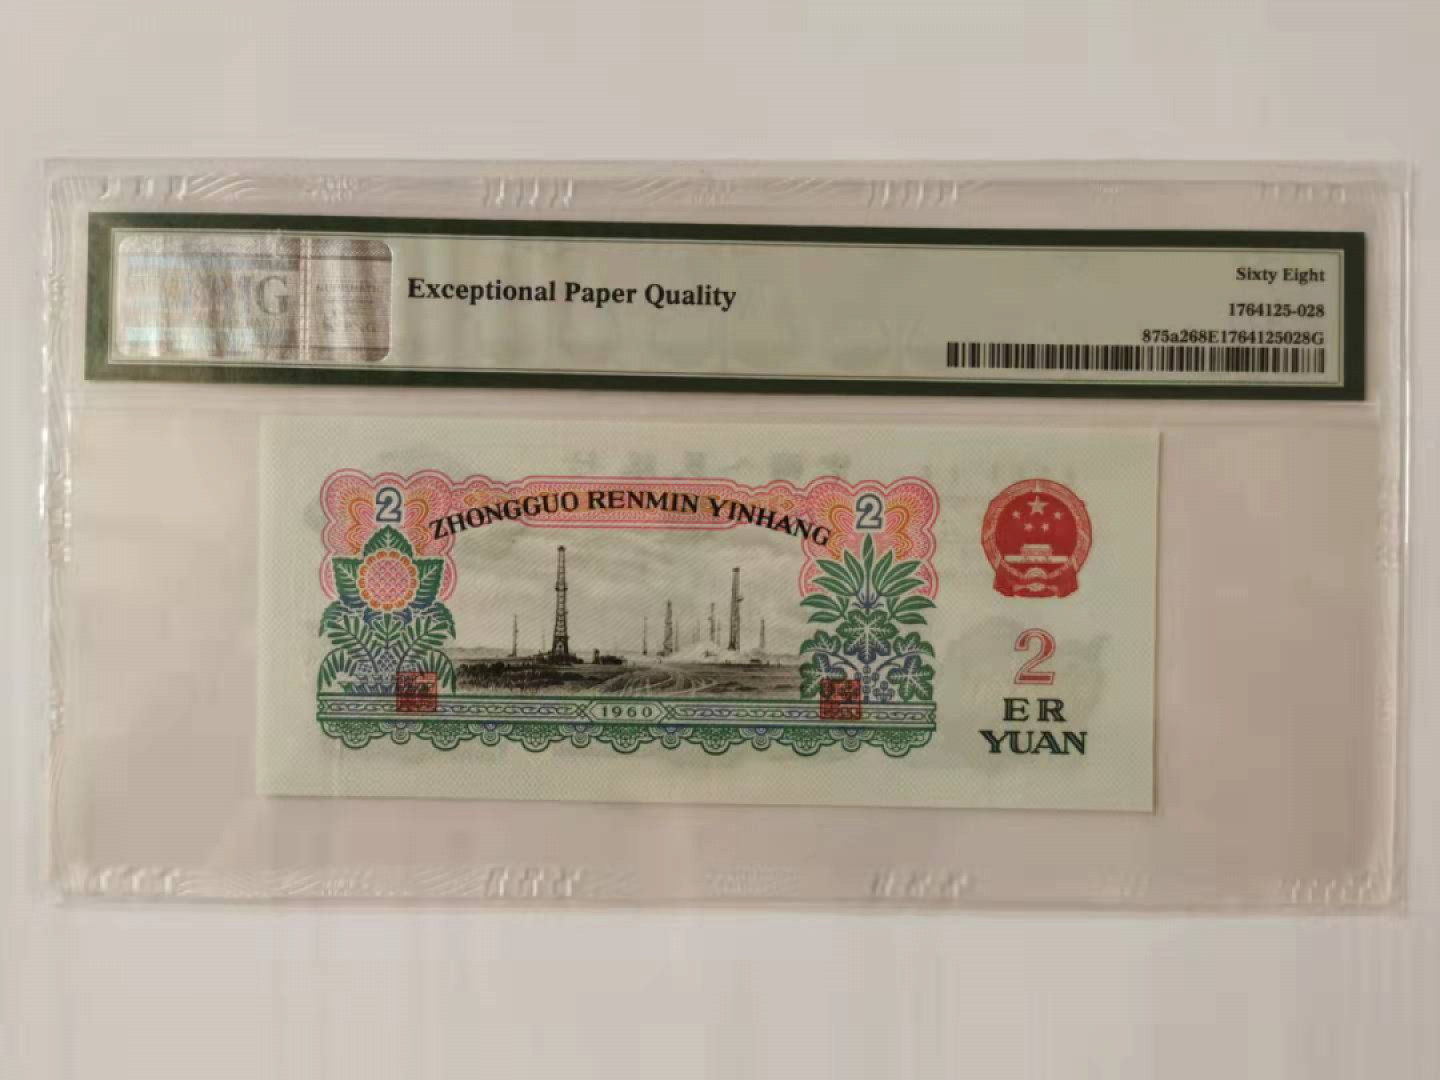 Exceptional Paper Quality
Sixty Eight
1764125-028
875a268E1764125028G
2
ZHONGGUO RENMIN YINHANG
2
2
ER
YUAN
1960